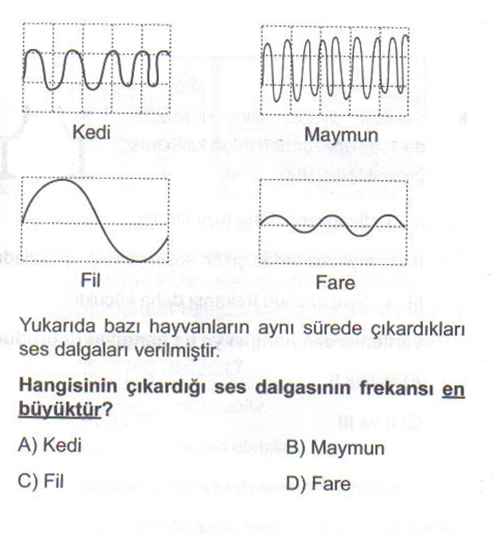 Kedi
Maymun
Fil
Fare
Yukarıda bazı hayvanların aynı sürede çıkardıkları
ses dalgaları verilmiştir.
Hangisinin çıkardığı ses dalgasının frekansı en
büyüktür?
A) Kedi
B) Maymun
C) Fil
D) Fare